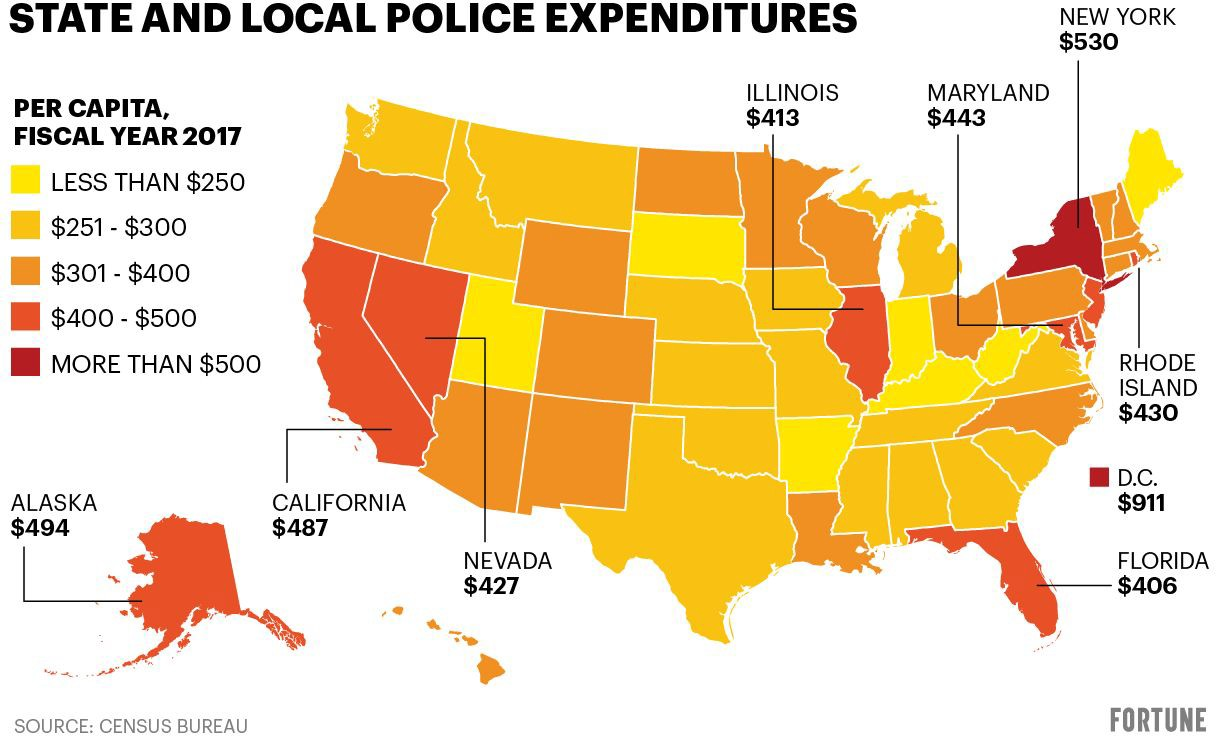 STATE AND LOCAL POLICE EXPENDITURES
PER CAPITA,
FISCAL YEAR 2017
LESS THAN $250
$251 - $300
$301 - $400
$400 - $500
MORE THAN $500
NEW YORK
$530
ILLINOIS
$413
MARYLAND
$443
RHODE
ISLAND
$430
D.C.
$911
FLORIDA
$406
ALASKA
$494
CALIFORNIA
$487
NEVADA
$427
SOURCE: CENSUS BUREAU
FORTUNE